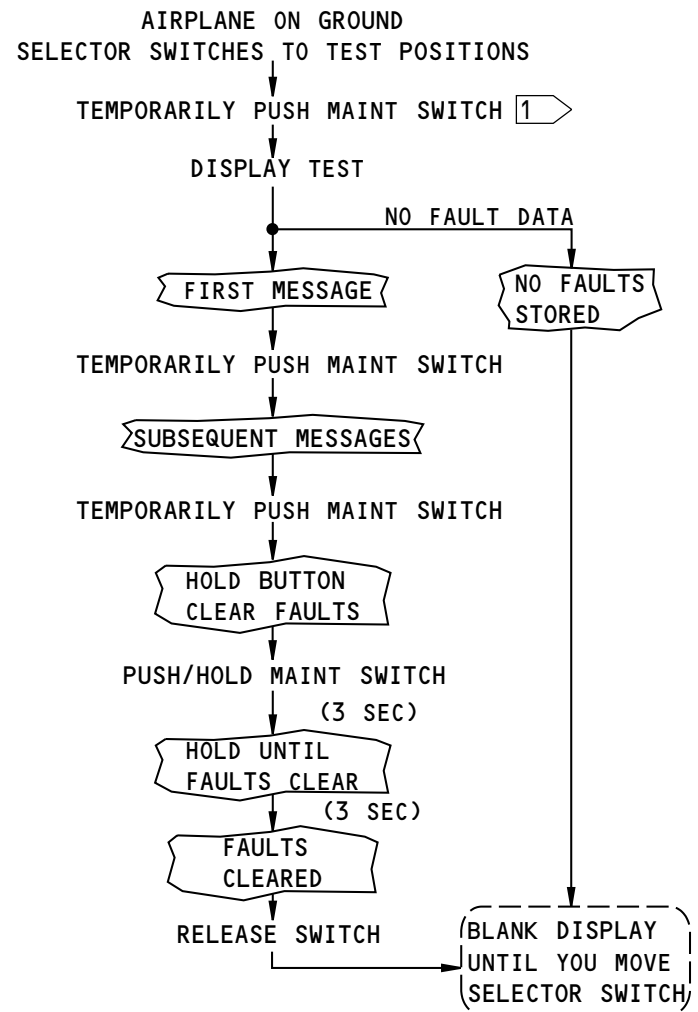 AIRPLANE ON GROUND
SELECTOR SWITCHES TO TEST POSITIONS
TEMPORARILY PUSH MAINT SWITCH 1
DISPLAY TEST
NO FAULT DATA
FIRST MESSAGE
NO FAULTS
STORED
TEMPORARILY PUSH MAINT SWITCH
SUBSEQUENT MESSAGES
TEMPORARILY PUSH MAINT SWITCH
HOLD BUTTON
CLEAR FAULTS
PUSH/HOLD MAINT SWITCH
(3 SEC)
HOLD UNTIL
FAULTS CLEAR
(3 SEC)
FAULTS
CLEARED
RELEASE SWITCH
BLANK DISPLAY
UNTIL YOU MOVE
SELECTOR SWITCH